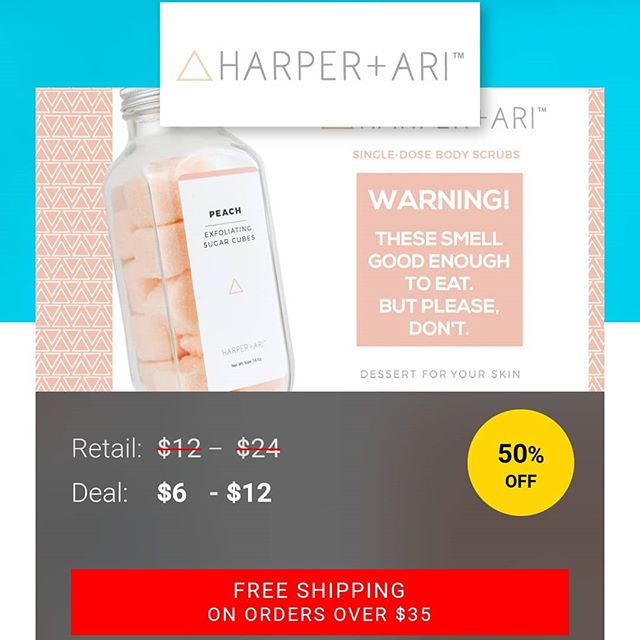 HARPER+ARI™
HARPER+ARI™
SINGLE-DOSE BODY SCRUBS
WARNING!
THESE SMELL
GOOD ENOUGH
TO EAT.
BUT PLEASE,
DON'T.
DESSERT FOR YOUR SKIN
PEACH
EXFOLIATING
SUGAR CUBES
HARPER+ARI™
Retail: $12 – $24
Deal: $6 - $12
50%
OFF
FREE SHIPPING
ON ORDERS OVER $35